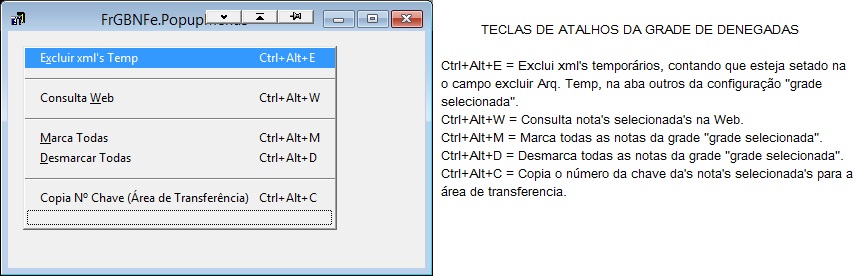 FrGBNFe.PopupMenu8
Excluir xml's Temp Ctrl+Alt+E
Consulta Web Ctrl+Alt+W
Marca Todas Ctrl+Alt+M
Desmarcar Todas Ctrl+Alt+D
Copia Nº Chave (Área de Transferência) Ctrl+Alt+C
TECLAS DE ATALHOS DA GRADE DE DENEGADAS
Ctrl+Alt+E = Exclui xml's temporários, contando que esteja setado na
o campo excluir Arq. Temp, na aba outros da configuração "grade
selecionada".
Ctrl+Alt+W = Consulta nota's selecionada's na Web.
Ctrl+Alt+M = Marca todas as notas da grade "grade selecionada".
Ctrl+Alt+D = Desmarca todas as notas da grade "grade selecionada".
Ctrl+Alt+C = Copia o número da chave da's nota's selecionada's para a
área de transferencia.